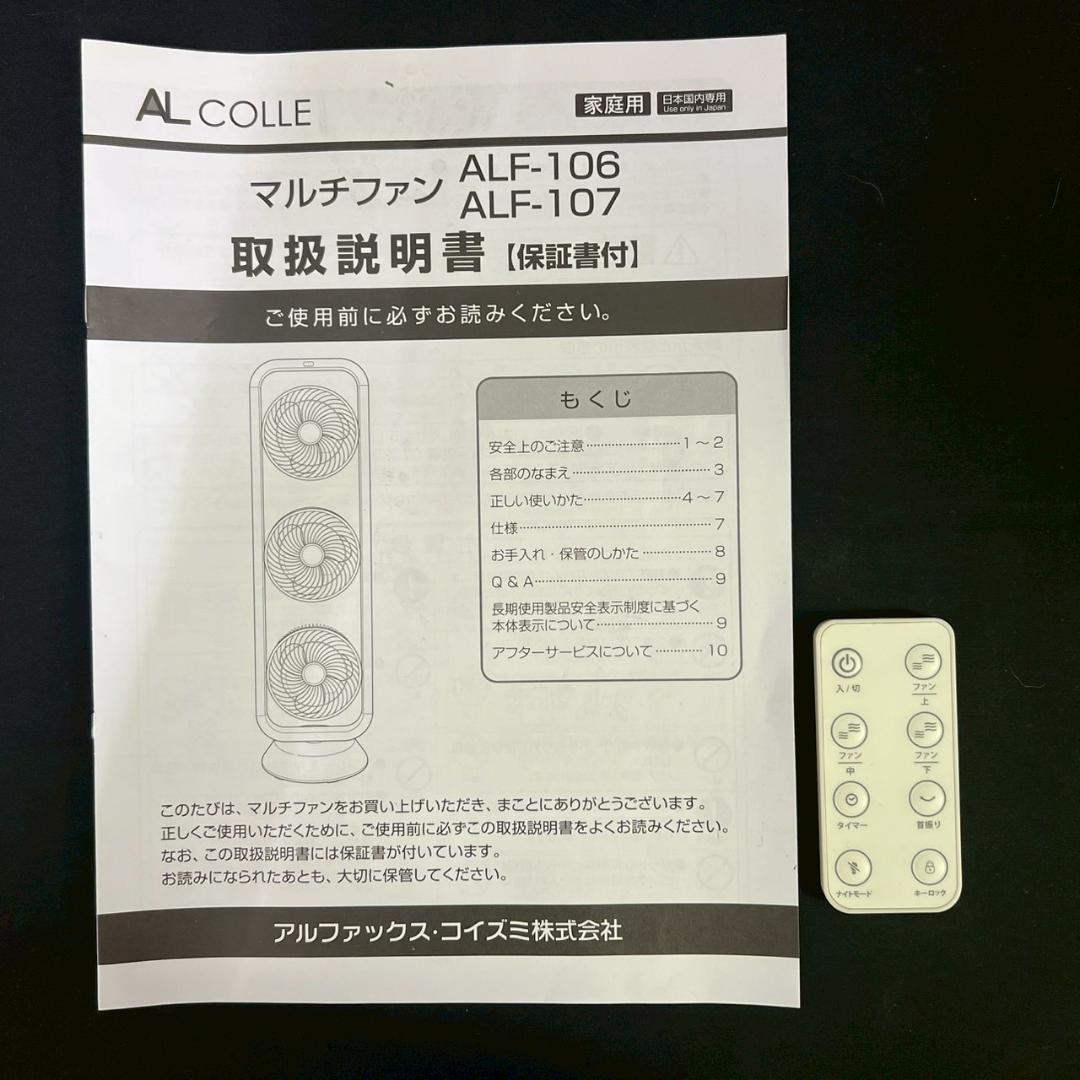 AL COLLE
家庭用
日本国内専用
Use only in Japan
マルチファン ALF-106
ALF-107
取扱説明書【保証書付】
ご使用前に必ずお読みください。
もくじ
安全上のご注意‥‥‥‥‥‥‥‥1～2
各部のなまえ‥‥‥‥‥‥‥‥‥‥3
正しい使いかた‥‥‥‥‥‥‥‥4～7
仕様‥‥‥‥‥‥‥‥‥‥‥‥‥‥7
お手入れ・保管のしかた‥‥‥‥‥8
Q & A‥‥‥‥‥‥‥‥‥‥‥‥‥9
長期使用製品安全表示制度に基づく
本体表示について‥‥‥‥‥‥‥‥9
アフターサービスについて‥‥‥‥10
このたびは、マルチファンをお買い上げいただき、まことにありがとうございます。
正しくご使用いただくために、ご使用前に必ずこの取扱説明書をよくお読みください。
なお、この取扱説明書には保証書が付いています。
お読みになられたあとも、大切に保管してください。
アルファックス・コイズミ株式会社
入/切
ファン
上
ファン
中
ファン
下
タイマー
首振り
ナイトモード
キーロック